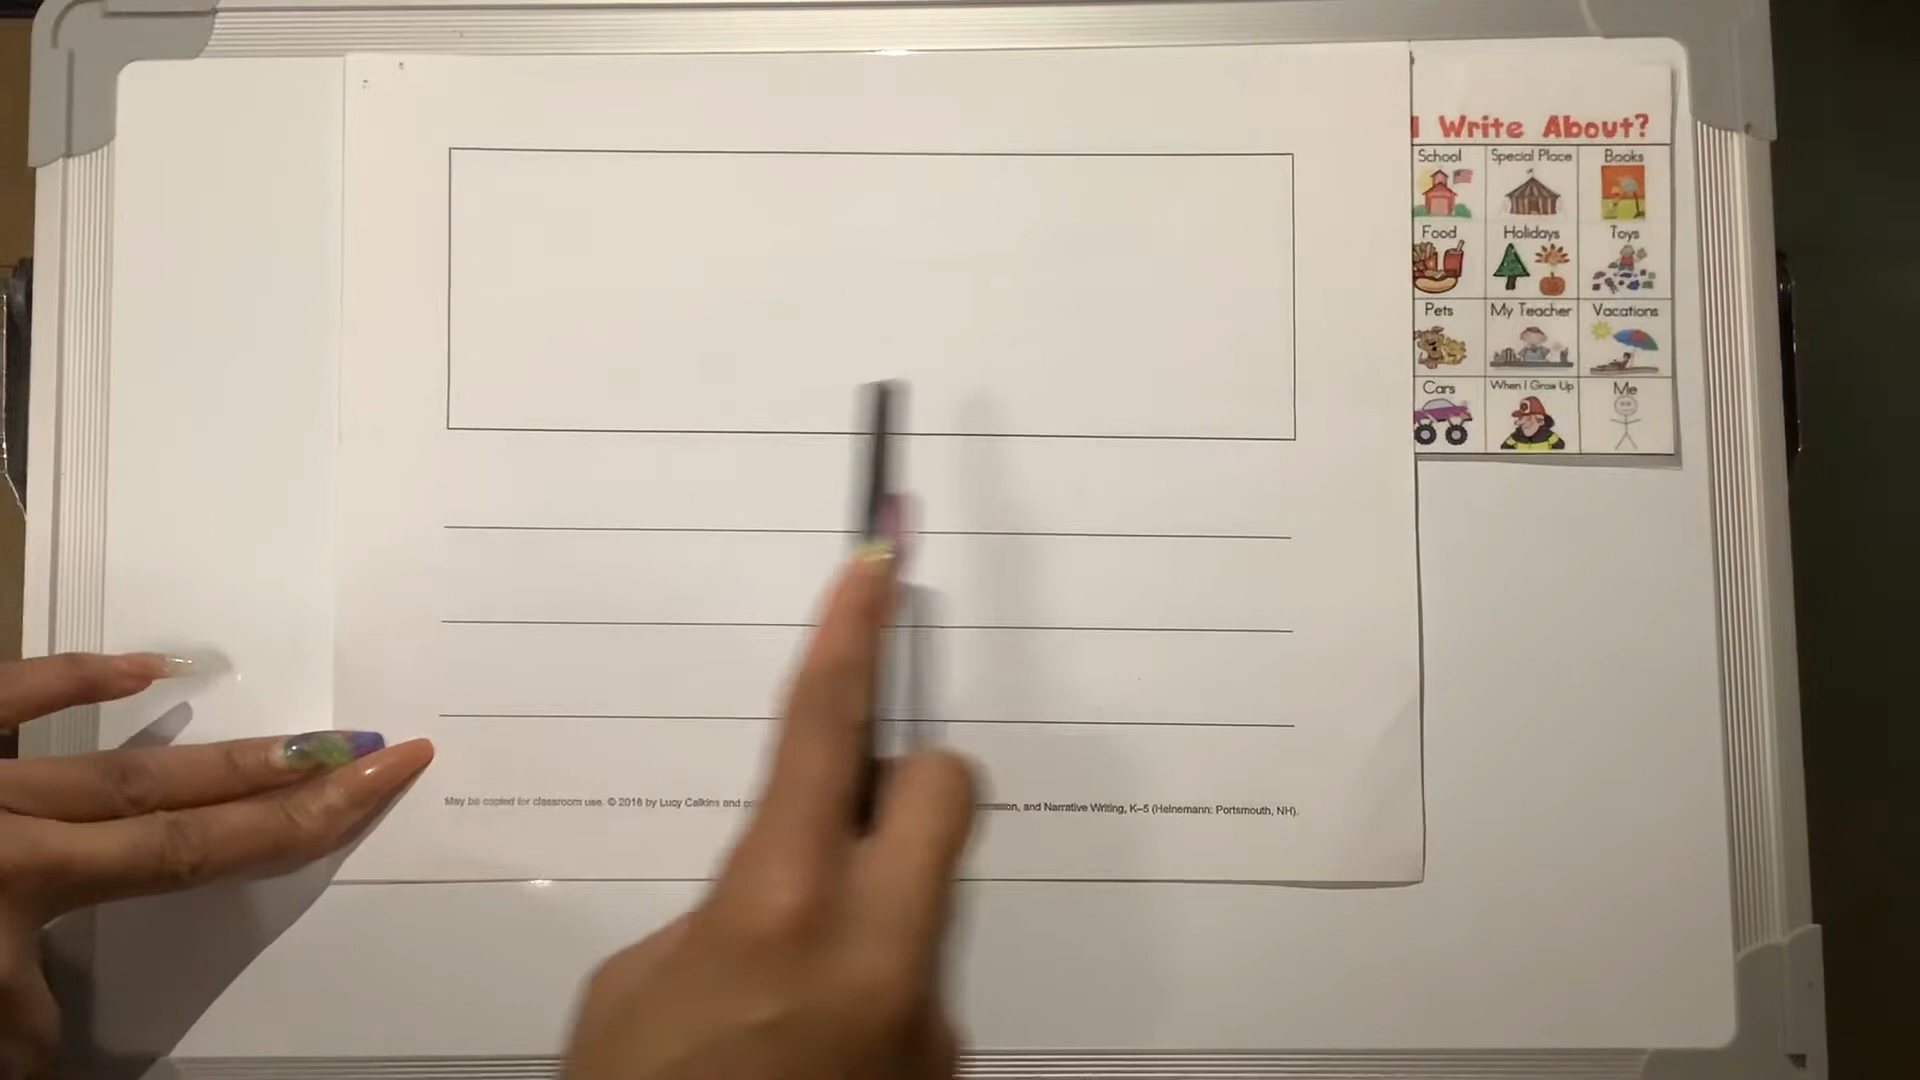 Write About?
School Special Place Books
Food Holidays Toys
Pets My Teacher Vacations
Cars When I Grow Up Me
May be copied for classroom use. © 2016 by Lucy Calkins and
, and Narrative Writing, K–5 (Heinemann: Portsmouth, NH).